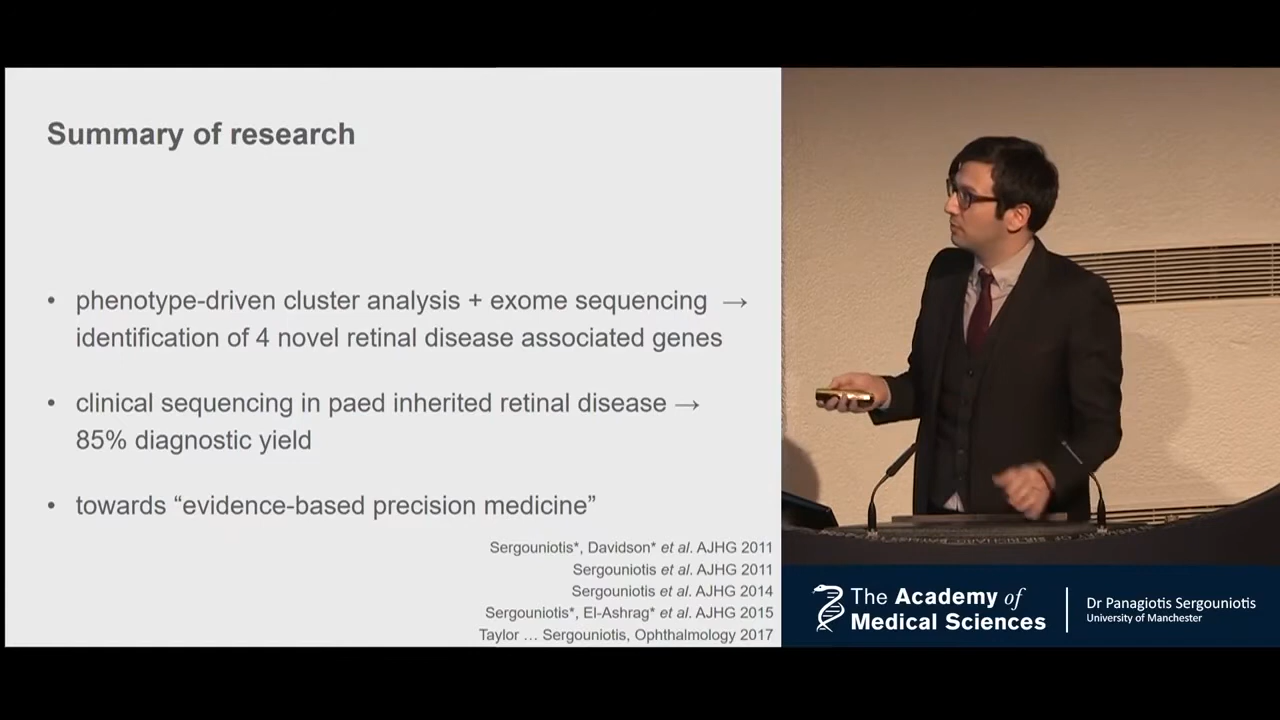 Summary of research
• phenotype-driven cluster analysis + exome sequencing →
identification of 4 novel retinal disease associated genes
• clinical sequencing in paed inherited retinal disease →
85% diagnostic yield
• towards “evidence-based precision medicine”
Sergouniotis*, Davidson* et al. AJHG 2011
Sergouniotis et al. AJHG 2011
Sergouniotis et al. AJHG 2014
Sergouniotis*, El-Ashrag* et al. AJHG 2015
Taylor … Sergouniotis, Ophthalmology 2017
The Academy of
Medical Sciences
Dr Panagiotis Sergouniotis
University of Manchester